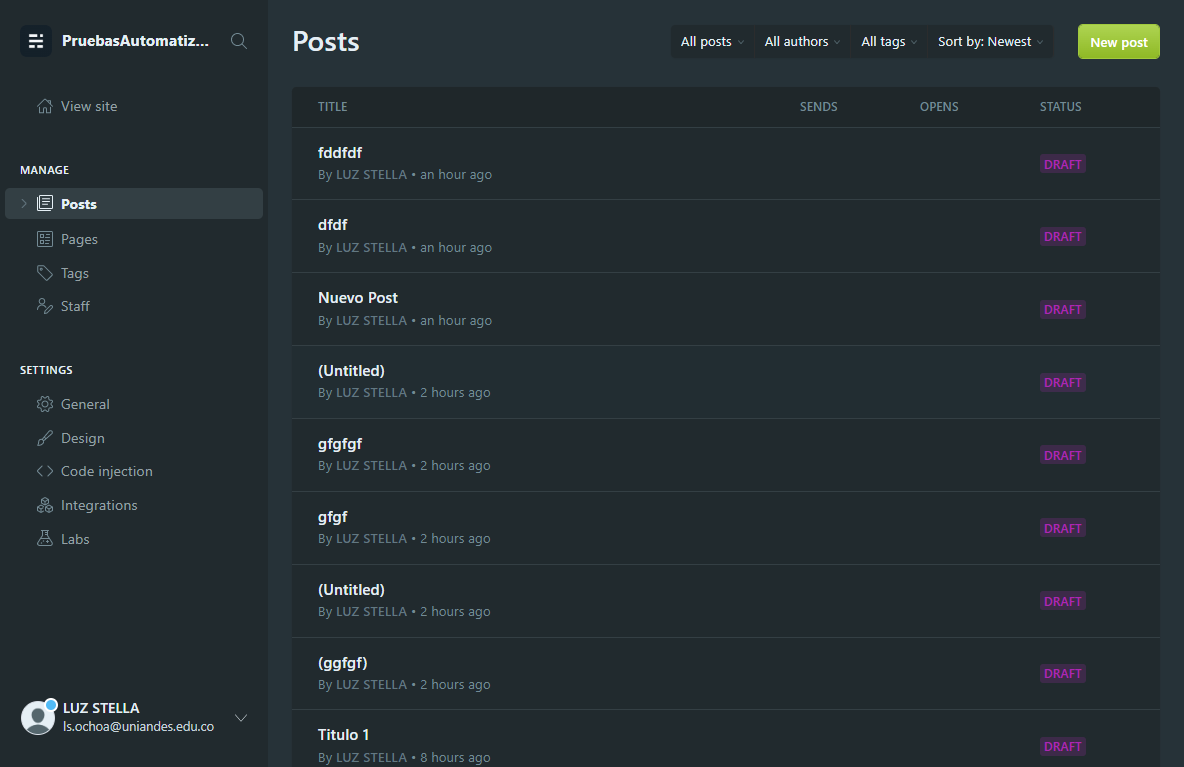 PruebasAutomatiz...
View site
MANAGE
Posts
Pages
Tags
Staff
SETTINGS
General
Design
Code injection
Integrations
Labs
LUZ STELLA
ls.ochoa@uniandes.edu.co
Posts
All posts All authors All tags Sort by: Newest New post
TITLE SENDS OPENS STATUS
fddfdf
By LUZ STELLA • an hour ago
DRAFT
dfdf
By LUZ STELLA • an hour ago
DRAFT
Nuevo Post
By LUZ STELLA • an hour ago
DRAFT
(Untitled)
By LUZ STELLA • 2 hours ago
DRAFT
gfgfgf
By LUZ STELLA • 2 hours ago
DRAFT
gfgf
By LUZ STELLA • 2 hours ago
DRAFT
(Untitled)
By LUZ STELLA • 2 hours ago
DRAFT
(ggfgf)
By LUZ STELLA • 2 hours ago
DRAFT
Titulo 1
By LUZ STELLA • 8 hours ago
DRAFT